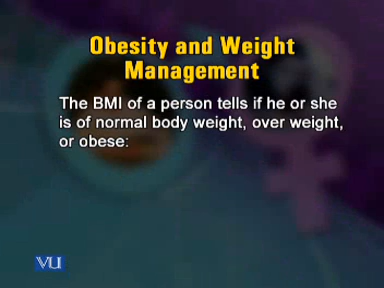 Obesity and Weight
Management
The BMI of a person tells if he or she
is of normal body weight, over weight,
or obese:
VU